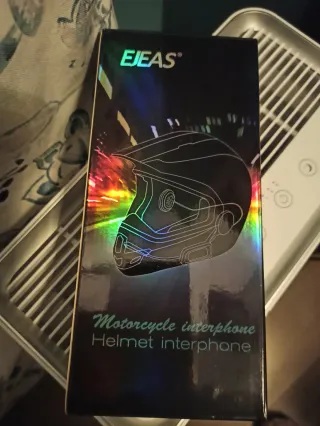 EJEAS®
Motorcycle interphone
Helmet interphone